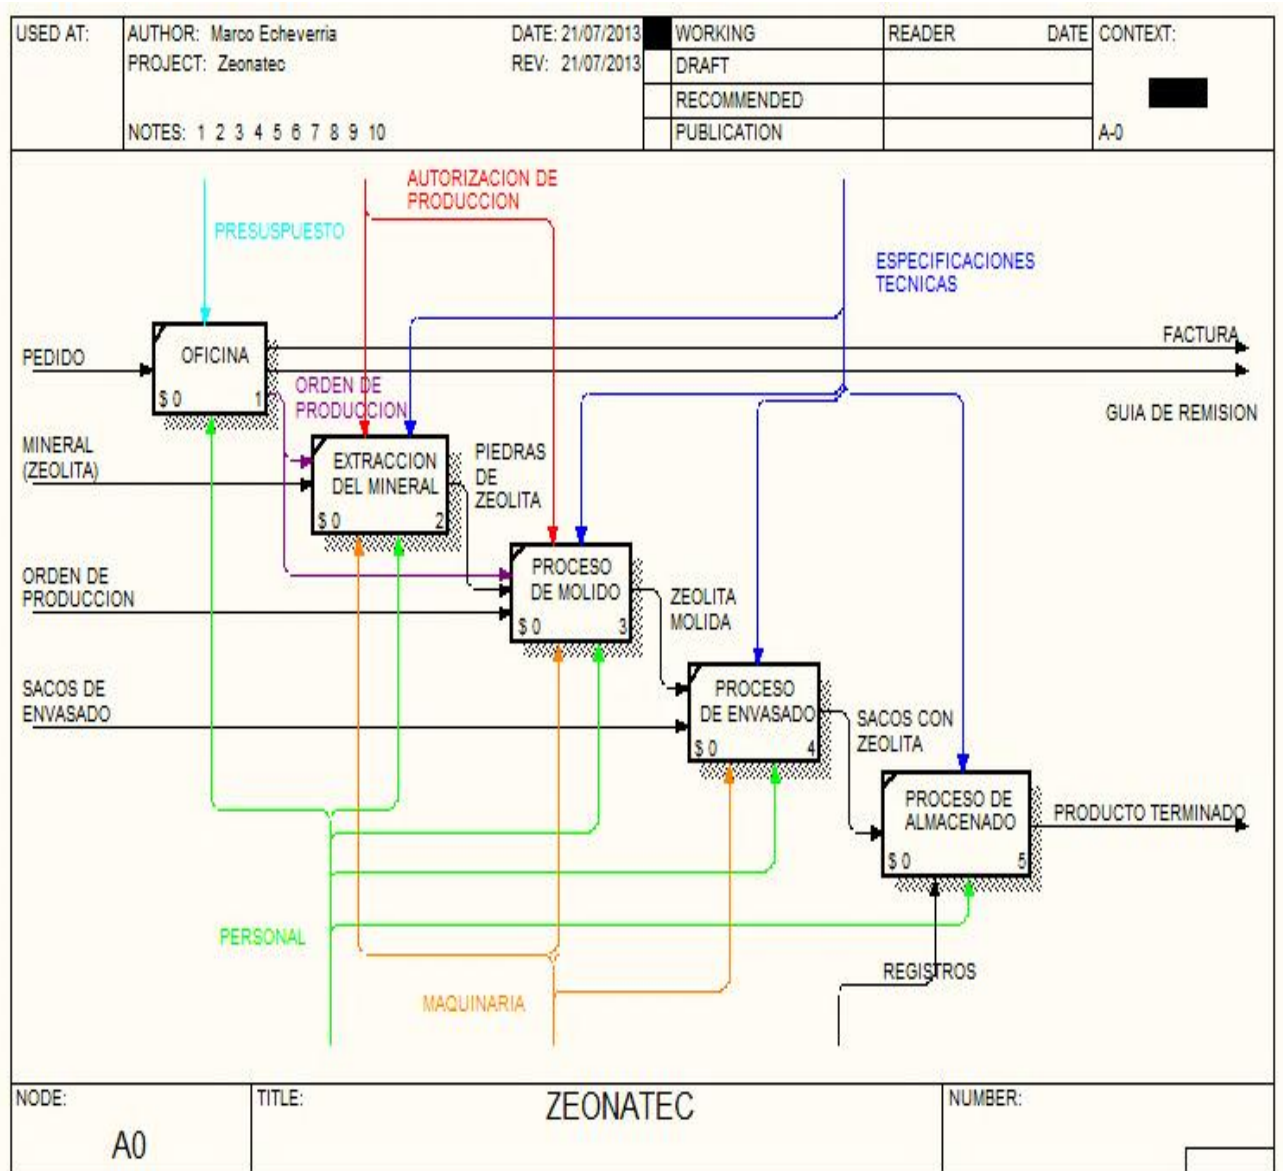 USED AT:
AUTHOR: Marco Echeverria
DATE: 21/07/2013
PROJECT: Zeonatec
REV: 21/07/2013
NOTES: 1 2 3 4 5 6 7 8 9 10
WORKING
DRAFT
RECOMMENDED
PUBLICATION
READER
DATE
CONTEXT:
A-0
AUTORIZACION DE
PRODUCCION
PRESUSPUESTO
ESPECIFICACIONES
TECNICAS
FACTURA
PEDIDO
OFICINA
$ 0
1
ORDEN DE
PRODUCCION
GUIA DE REMISION
MINERAL
(ZEOLITA)
EXTRACCION
DEL MINERAL
$ 0
2
PIEDRAS
DE
ZEOLITA
ORDEN DE
PRODUCCION
PROCESO
DE MOLIDO
$ 0
3
ZEOLITA
MOLIDA
SACOS DE
ENVASADO
PROCESO
DE ENVASADO
$ 0
4
SACOS CON
ZEOLITA
PROCESO DE
ALMACENADO
$ 0
5
PRODUCTO TERMINADO
PERSONAL
MAQUINARIA
REGISTROS
NODE:
A0
TITLE:
ZEONATEC
NUMBER: